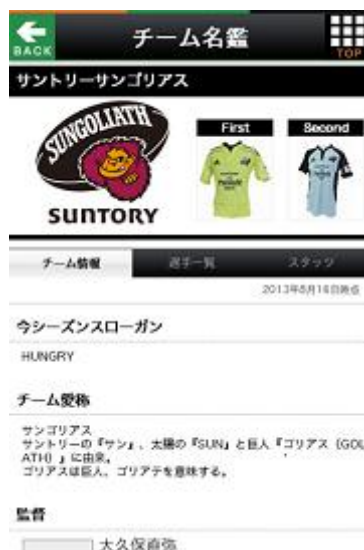 BACK
チーム名鑑
TOP
サントリーサンゴリアス
SUNGOLIATH
SUNTORY
First
Second
チーム情報
選手一覧
スタッフ
2013年8月16日時点
今シーズンスローガン
HUNGRY
チーム愛称
サンゴリアス
サントリーの『サン』、太陽の『SUN』と巨人『ゴリアス（GOLI
ATH）』に由来。
ゴリアスは巨人、ゴリアテを意味する。
監督
大久保直弥